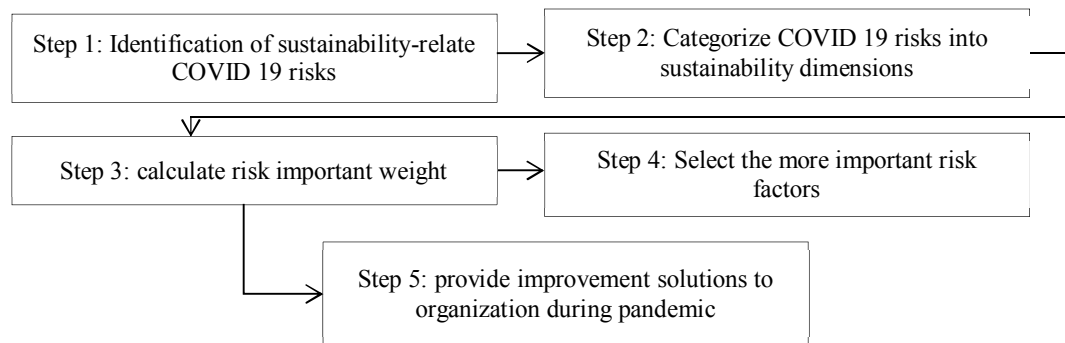 Step 1: Identification of sustainability-relate
COVID 19 risks
Step 2: Categorize COVID 19 risks into
sustainability dimensions
Step 3: calculate risk important weight
Step 4: Select the more important risk
factors
Step 5: provide improvement solutions to
organization during pandemic